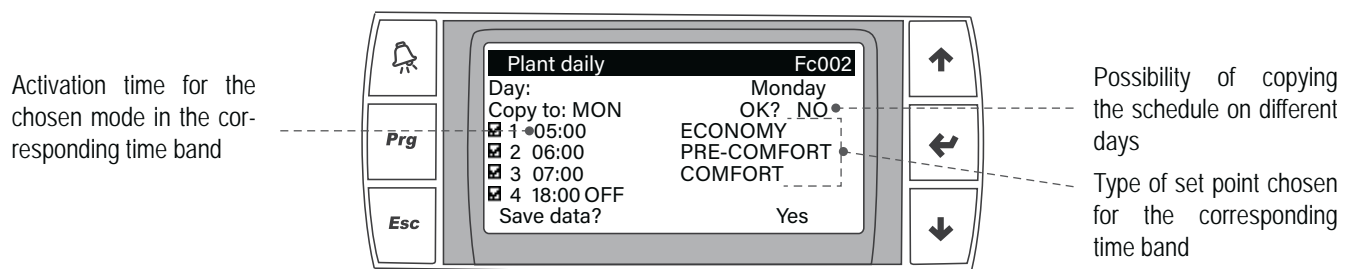 Activation time for the
chosen mode in the cor-
responding time band
Prg
Esc
Plant daily Fc002
Day: Monday
Copy to: MON OK? NO
1 05:00 ECONOMY
2 06:00 PRE-COMFORT
3 07:00 COMFORT
4 18:00 OFF
Save data? Yes
Possibility of copying
the schedule on different
days
Type of set point chosen
for the corresponding
time band